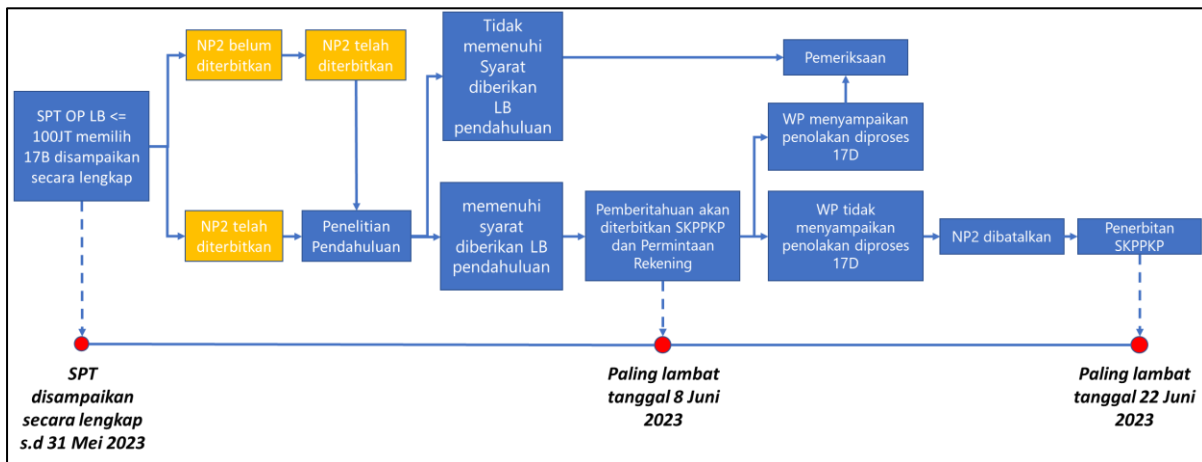 SPT OP LB <=
100JT memilih
17B disampaikan
secara lengkap
NP2 belum
diterbitkan
NP2 telah
diterbitkan
NP2 telah
diterbitkan
Penelitian
Pendahuluan
Tidak
memenuhi
Syarat
diberikan
LB
pendahuluan
memenuhi
syarat
diberikan LB
pendahuluan
Pemberitahuan akan
diterbitkan SKPPKP
dan Permintaan
Rekening
Pemeriksaan
WP menyampaikan
penolakan diproses
17D
WP tidak
menyampaikan
penolakan diproses
17D
NP2 dibatalkan
Penerbitan
SKPPKP
SPT
disampaikan
secara lengkap
s.d 31 Mei 2023
Paling lambat
tanggal 8 Juni
2023
Paling lambat
tanggal 22 Juni
2023